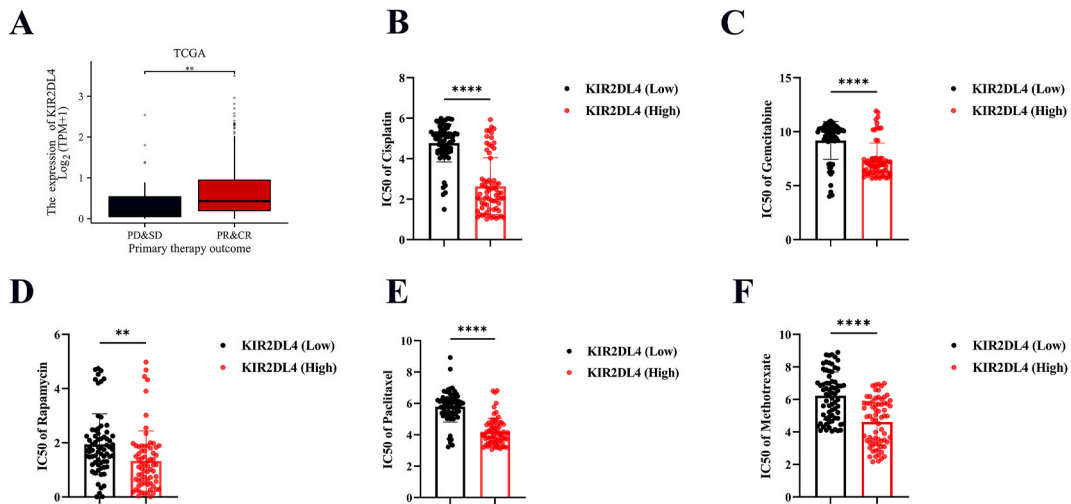 A
TCGA
**
The expression of KIR2DL4
Log2 (TPM+1)
3
2
1
0
PD&SD
PR&CR
Primary therapy outcome
B
IC50 of Cisplatin
8
6
4
2
0
****
KIR2DL4 (Low)
KIR2DL4 (High)
C
IC50 of Gemcitabine
15
10
5
0
****
KIR2DL4 (Low)
KIR2DL4 (High)
D
IC50 of Rapamycin
6
4
2
0
**
KIR2DL4 (Low)
KIR2DL4 (High)
E
IC50 of Paclitaxel
10
8
6
4
2
0
****
KIR2DL4 (Low)
KIR2DL4 (High)
F
IC50 of Methotrexate
10
8
6
4
2
0
****
KIR2DL4 (Low)
KIR2DL4 (High)